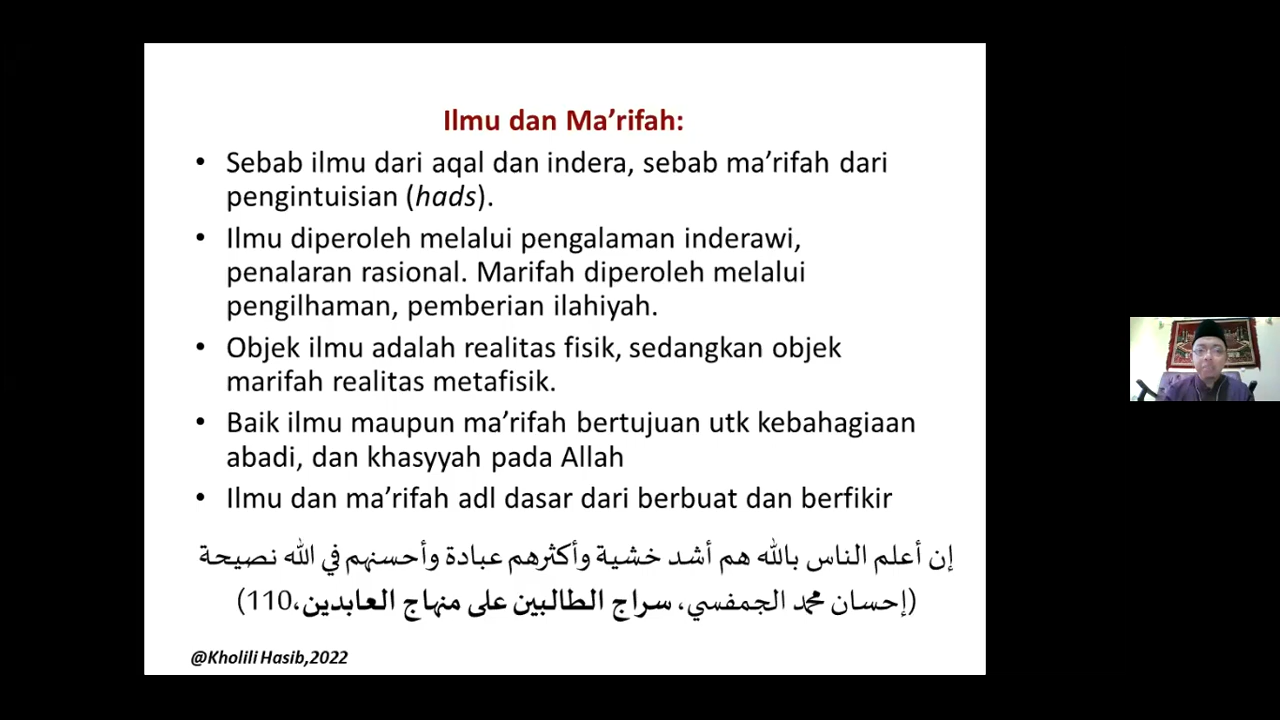 Ilmu dan Ma’rifah:
• Sebab ilmu dari aqal dan indera, sebab ma’rifah dari
pengintuisian (hads).
• Ilmu diperoleh melalui pengalaman inderawi,
penalaran rasional. Marifah diperoleh melalui
pengilhaman, pemberian ilahiyah.
• Objek ilmu adalah realitas fisik, sedangkan objek
marifah realitas metafisik.
• Baik ilmu maupun ma’rifah bertujuan utk kebahagiaan
abadi, dan khasyyah pada Allah
• Ilmu dan ma’rifah adl dasar dari berbuat dan berfikir
إن أعلم الناس بالله هم أشد خشية وأكثرهم عبادة وأحسنهم في الله نصيحة
(إحسان محمد الجمفسي، سراج الطالبين على منهاج العابدين،110)
@Kholili Hasib,2022